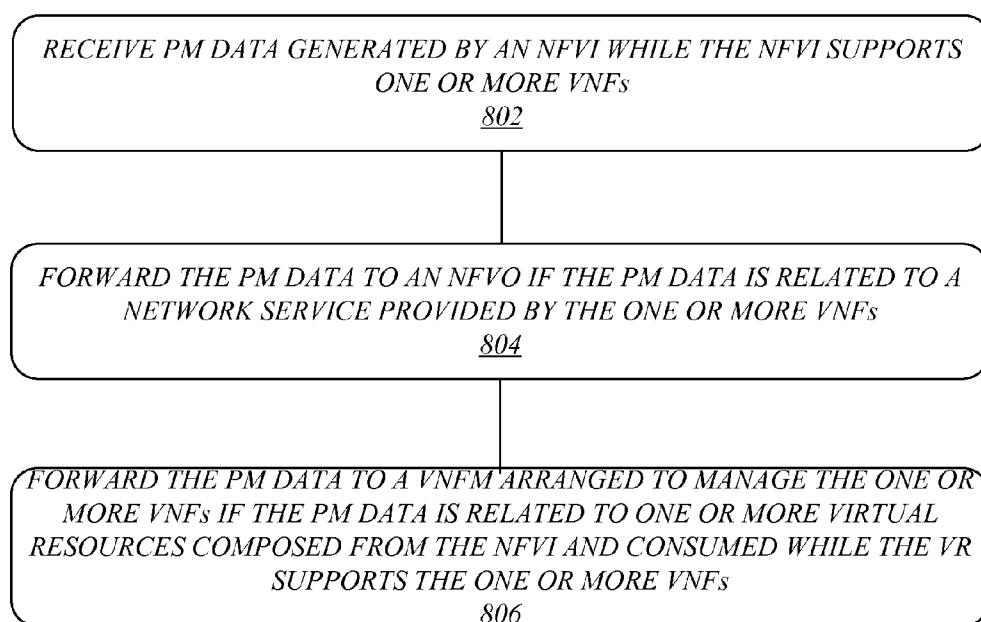 RECEIVE PM DATA GENERATED BY AN NFVI WHILE THE NFVI SUPPORTS
ONE OR MORE VNFs
802
FORWARD THE PM DATA TO AN NFVO IF THE PM DATA IS RELATED TO A
NETWORK SERVICE PROVIDED BY THE ONE OR MORE VNFs
804
FORWARD THE PM DATA TO A VNFM ARRANGED TO MANAGE THE ONE OR
MORE VNFs IF THE PM DATA IS RELATED TO ONE OR MORE VIRTUAL
RESOURCES COMPOSED FROM THE NFVI AND CONSUMED WHILE THE VR
SUPPORTS THE ONE OR MORE VNFs
806